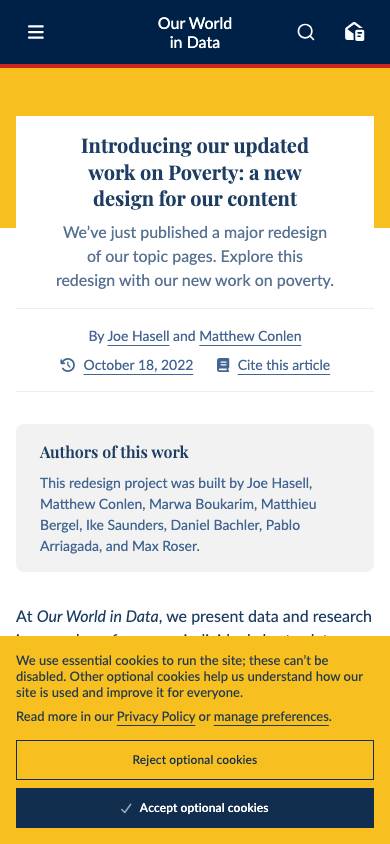 Our World
in Data
Introducing our updated
work on Poverty: a new
design for our content
We've just published a major redesign
of our topic pages. Explore this
redesign with our new work on poverty.
By Joe Hasell and Matthew Conlen
October 18, 2022 Cite this article
Authors of this work
This redesign project was built by Joe Hasell,
Matthew Conlen, Marwa Boukarim, Matthieu
Bergel, Ike Saunders, Daniel Bachler, Pablo
Arriagada, and Max Roser.
At Our World in Data, we present data and research
We use essential cookies to run the site; these can't be
disabled. Other optional cookies help us understand how our
site is used and improve it for everyone.
Read more in our Privacy Policy or manage preferences.
Reject optional cookies
Accept optional cookies